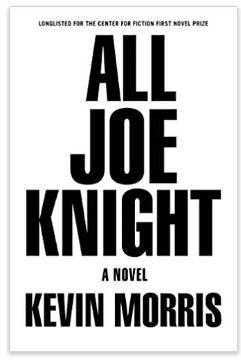 LONGLISTED FOR THE CENTER FOR FICTION FIRST NOVEL PRIZE
ALL
JOE
KNIGHT
A NOVEL
KEVIN MORRIS